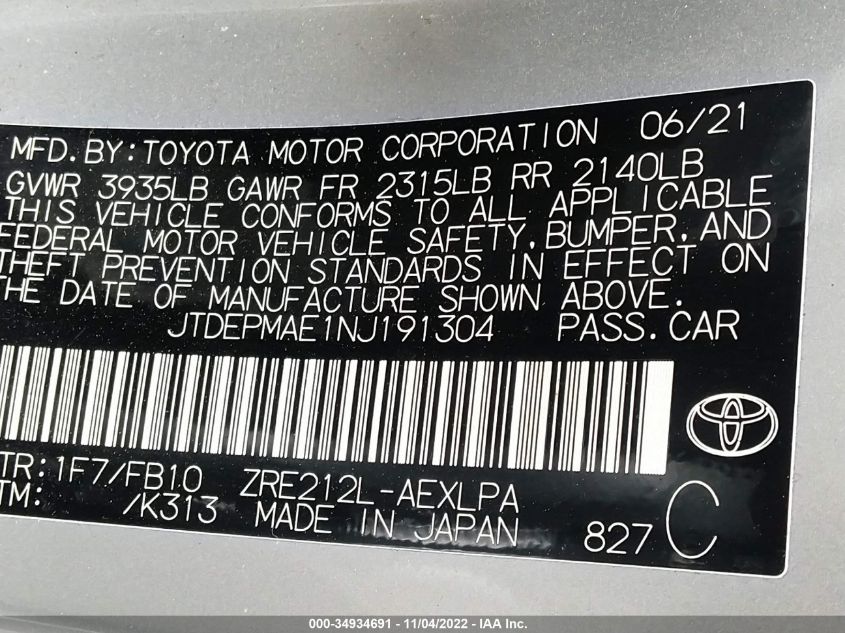 MFD.BY:TOYOTA MOTOR CORPORATION 06/21
GVWR 3935LB GAWR FR 2315LB RR 2140LB
THIS VEHICLE CONFORMS TO ALL APPLICABLE
FEDERAL MOTOR VEHICLE SAFETY,BUMPER,AND
THEFT PREVENTION STANDARDS IN EFFECT ON
THE DATE OF MANUFACTURE SHOWN ABOVE.
JTDEPMAE1NJ191304 PASS.CAR
TR:1F7/FB10 ZRE212L-AEXLPA
TM: /K313 MADE IN JAPAN 827 C
000-34934691 - 11/04/2022 - IAA Inc.